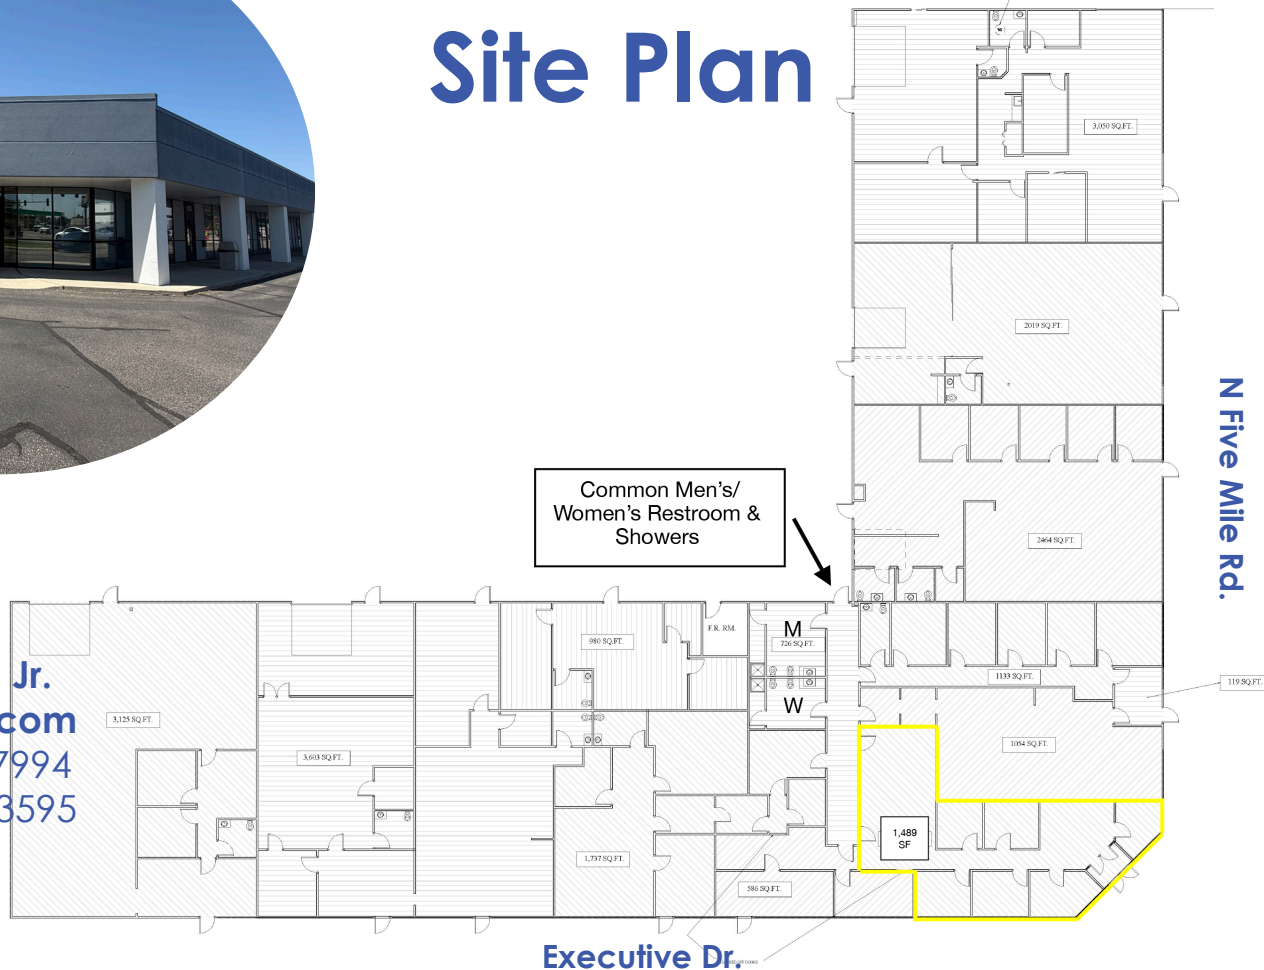 Site Plan
3,050 SQ.FT.
2019 SQ.FT.
N Five Mile Rd.
Common Men's/
Women's Restroom &
Showers
2464 SQ.FT.
980 SQ.FT.
F.R. RM.
M
726 SQ.FT.
Jr.
com
7994
3595
3,125 SQ.FT.
3,603 SQ.FT.
W
1133 SQ.FT.
119 SQ.FT.
1054 SQ.FT.
1,489
SF
1,737 SQ.FT.
586 SQ.FT.
Executive Dr.